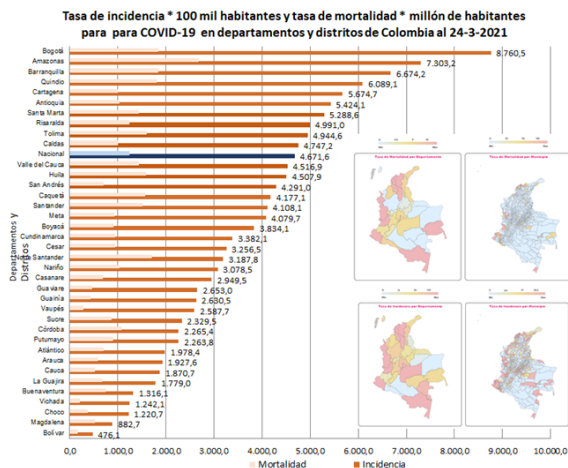 Tasa de incidencia * 100 mil habitantes y tasa de mortalidad * millón de habitantes
para para COVID-19 en departamentos y distritos de Colombia al 24-3-2021
Departamentos y
Distritos
Bogotá 8.760,5
Amazonas 7.303,2
Barranquilla 6.674,2
Quindio 6.089,1
Cartagena 5.674,7
Antioquia 5.424,1
Santa Marta 5.288,6
Risaralda 4.991,0
Tolima 4.944,6
Caldas 4.747,2
Nacional 4.671,6
Valle del Cauca 4.516,9
Huila 4.507,9
San Andrés 4.291,0
Caquetá 4.177,1
Santander 4.108,1
Meta 4.079,7
Boyacá 3.834,1
Cundinamarca 3.382,1
Cesar 3.256,5
Norte Santander 3.187,8
Nariño 3.078,5
Casanare 2.949,5
Guaviare 2.653,0
Guainía 2.630,5
Vaupés 2.587,7
Sucre 2.329,5
Córdoba 2.265,4
Putumayo 2.263,8
Atlántico 1.978,4
Arauca 1.927,6
Cauca 1.870,7
La Guajira 1.779,0
Buenaventura 1.316,1
Vichada 1.242,1
Choco 1.220,7
Magdalena 882,7
Bolívar 476,1
0,0 1.000,0 2.000,0 3.000,0 4.000,0 5.000,0 6.000,0 7.000,0 8.000,0 9.000,0 10.000,0
Mortalidad Incidencia
Tasa de Mortalidad por Departamento
Tasa de Mortalidad por Municipio
Tasa de Incidencia por Departamento
Tasa de Incidencia por Municipio